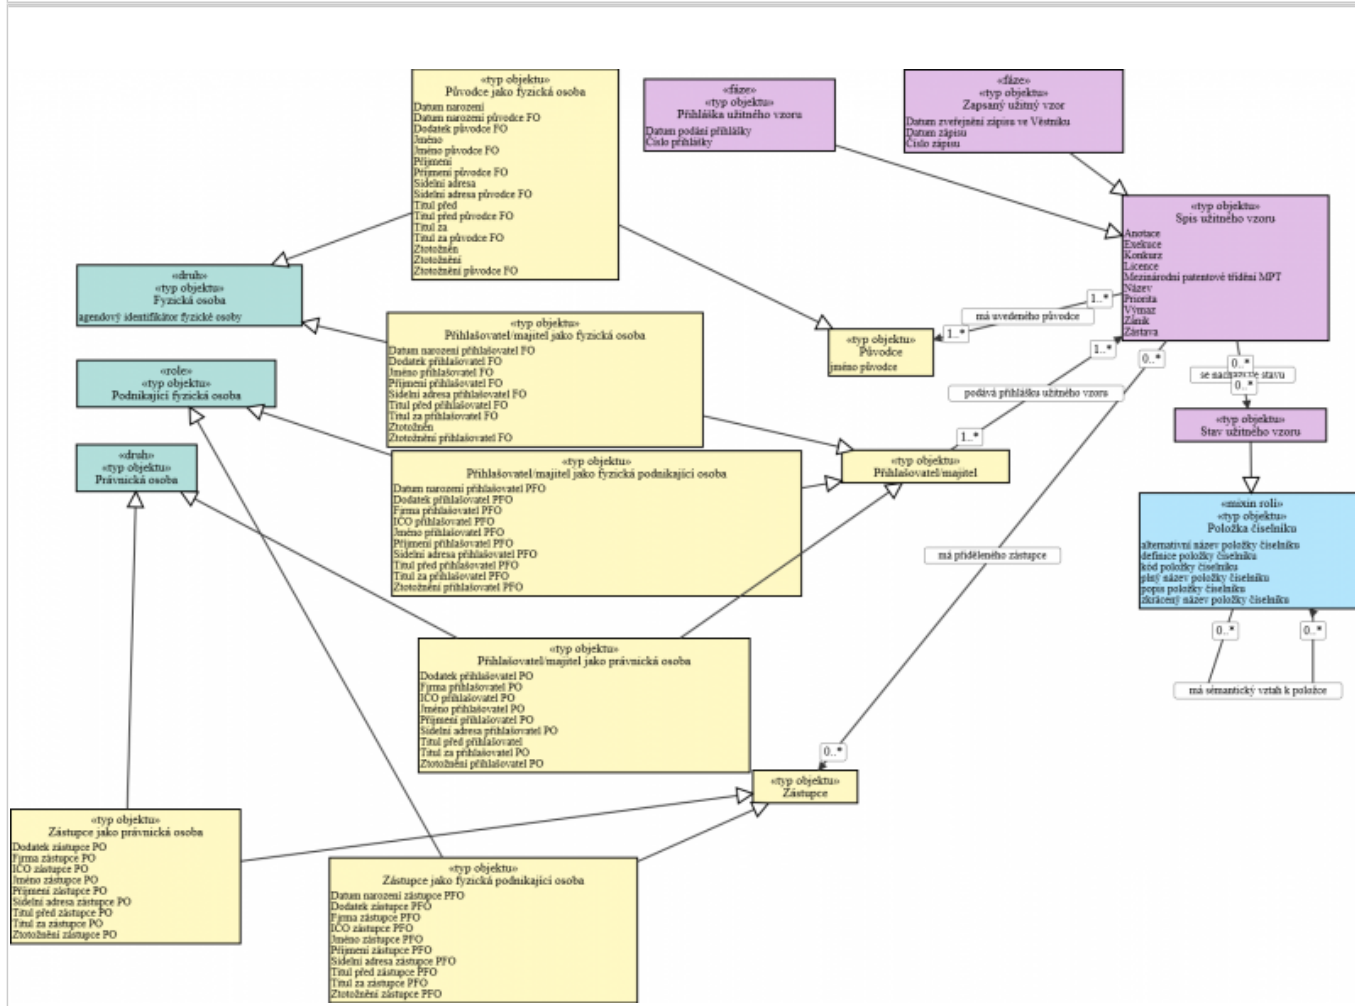 «typ objektu»
Původce jako fyzická osoba
Datum narození
Datum narození původce FO
Dodatek původce FO
Jméno
Jméno původce FO
Příjmení
Příjmení původce FO
Sídelní adresa
Sídelní adresa původce FO
Titul před
Titul před původce FO
Titul za
Titul za původce FO
Ztotožněn
Ztotožnění
Ztotožnění původce FO
«fáze»
«typ objektu»
Přihláška užitného vzoru
Datum podání přihlášky
Číslo přihlášky
«fáze»
«typ objektu»
Zapsaný užitný vzor
Datum zveřejnění zápisu ve Věstníku
Datum zápisu
Číslo zápisu
«typ objektu»
Spis užitného vzoru
Anotace
Exekuce
Konkurz
Licence
Mezinárodní patentové třídění MPT
Název
Priorita
Výmaz
Zánik
Zástava
«druh»
«typ objektu»
Fyzická osoba
agendový identifikátor fyzické osoby
1..*
má uvedeného původce
1..*
«typ objektu»
Přihlašovatel/majitel jako fyzická osoba
Datum narození přihlašovatel FO
Dodatek přihlašovatel FO
Jméno přihlašovatel FO
Příjmení přihlašovatel FO
Sídelní adresa přihlašovatel FO
Titul před přihlašovatel FO
Titul za přihlašovatel FO
Ztotožněn
Ztotožnění přihlašovatel FO
«typ objektu»
Původce
jméno původce
1..*
0..*
0..*
se nachází ve stavu
0..*
«role»
«typ objektu»
Podnikající fyzická osoba
podává přihlášku užitného vzoru
1..*
«typ objektu»
Stav užitného vzoru
«druh»
«typ objektu»
Právnická osoba
«typ objektu»
Přihlašovatel/majitel jako fyzická podnikající osoba
Datum narození přihlašovatel PFO
Dodatek přihlašovatel PFO
Firma přihlašovatel PFO
IČO přihlašovatel PFO
Jméno přihlašovatel PFO
Příjmení přihlašovatel PFO
Sídelní adresa přihlašovatel PFO
Titul před přihlašovatel PFO
Titul za přihlašovatel PFO
Ztotožnění přihlašovatel PFO
«typ objektu»
Přihlašovatel/majitel
«mixin rolí»
«typ objektu»
Položka číselníku
alternativní název položky číselníku
definice položky číselníku
kód položky číselníku
plný název položky číselníku
popis položky číselníku
zkrácený název položky číselníku
má přiděleného zástupce
0..*
0..*
má sémantický vztah k položce
«typ objektu»
Přihlašovatel/majitel jako právnická osoba
Dodatek přihlašovatel PO
Firma přihlašovatel PO
IČO přihlašovatel PO
Jméno přihlašovatel PO
Příjmení přihlašovatel PO
Sídelní adresa přihlašovatel PO
Titul před přihlašovatel
Titul za přihlašovatel PO
Ztotožnění přihlašovatel PO
0..*
«typ objektu»
Zástupce
«typ objektu»
Zástupce jako právnická osoba
Dodatek zástupce PO
Firma zástupce PO
IČO zástupce PO
Jméno zástupce PO
Příjmení zástupce PO
Sídelní adresa zástupce PO
Titul před zástupce PO
Titul za zástupce PO
Ztotožnění zástupce PO
«typ objektu»
Zástupce jako fyzická podnikající osoba
Datum narození zástupce PFO
Dodatek zástupce PFO
Firma zástupce PFO
IČO zástupce PFO
Jméno zástupce PFO
Příjmení zástupce PFO
Sídelní adresa zástupce PFO
Titul před zástupce PFO
Titul za zástupce PFO
Ztotožnění zástupce PFO